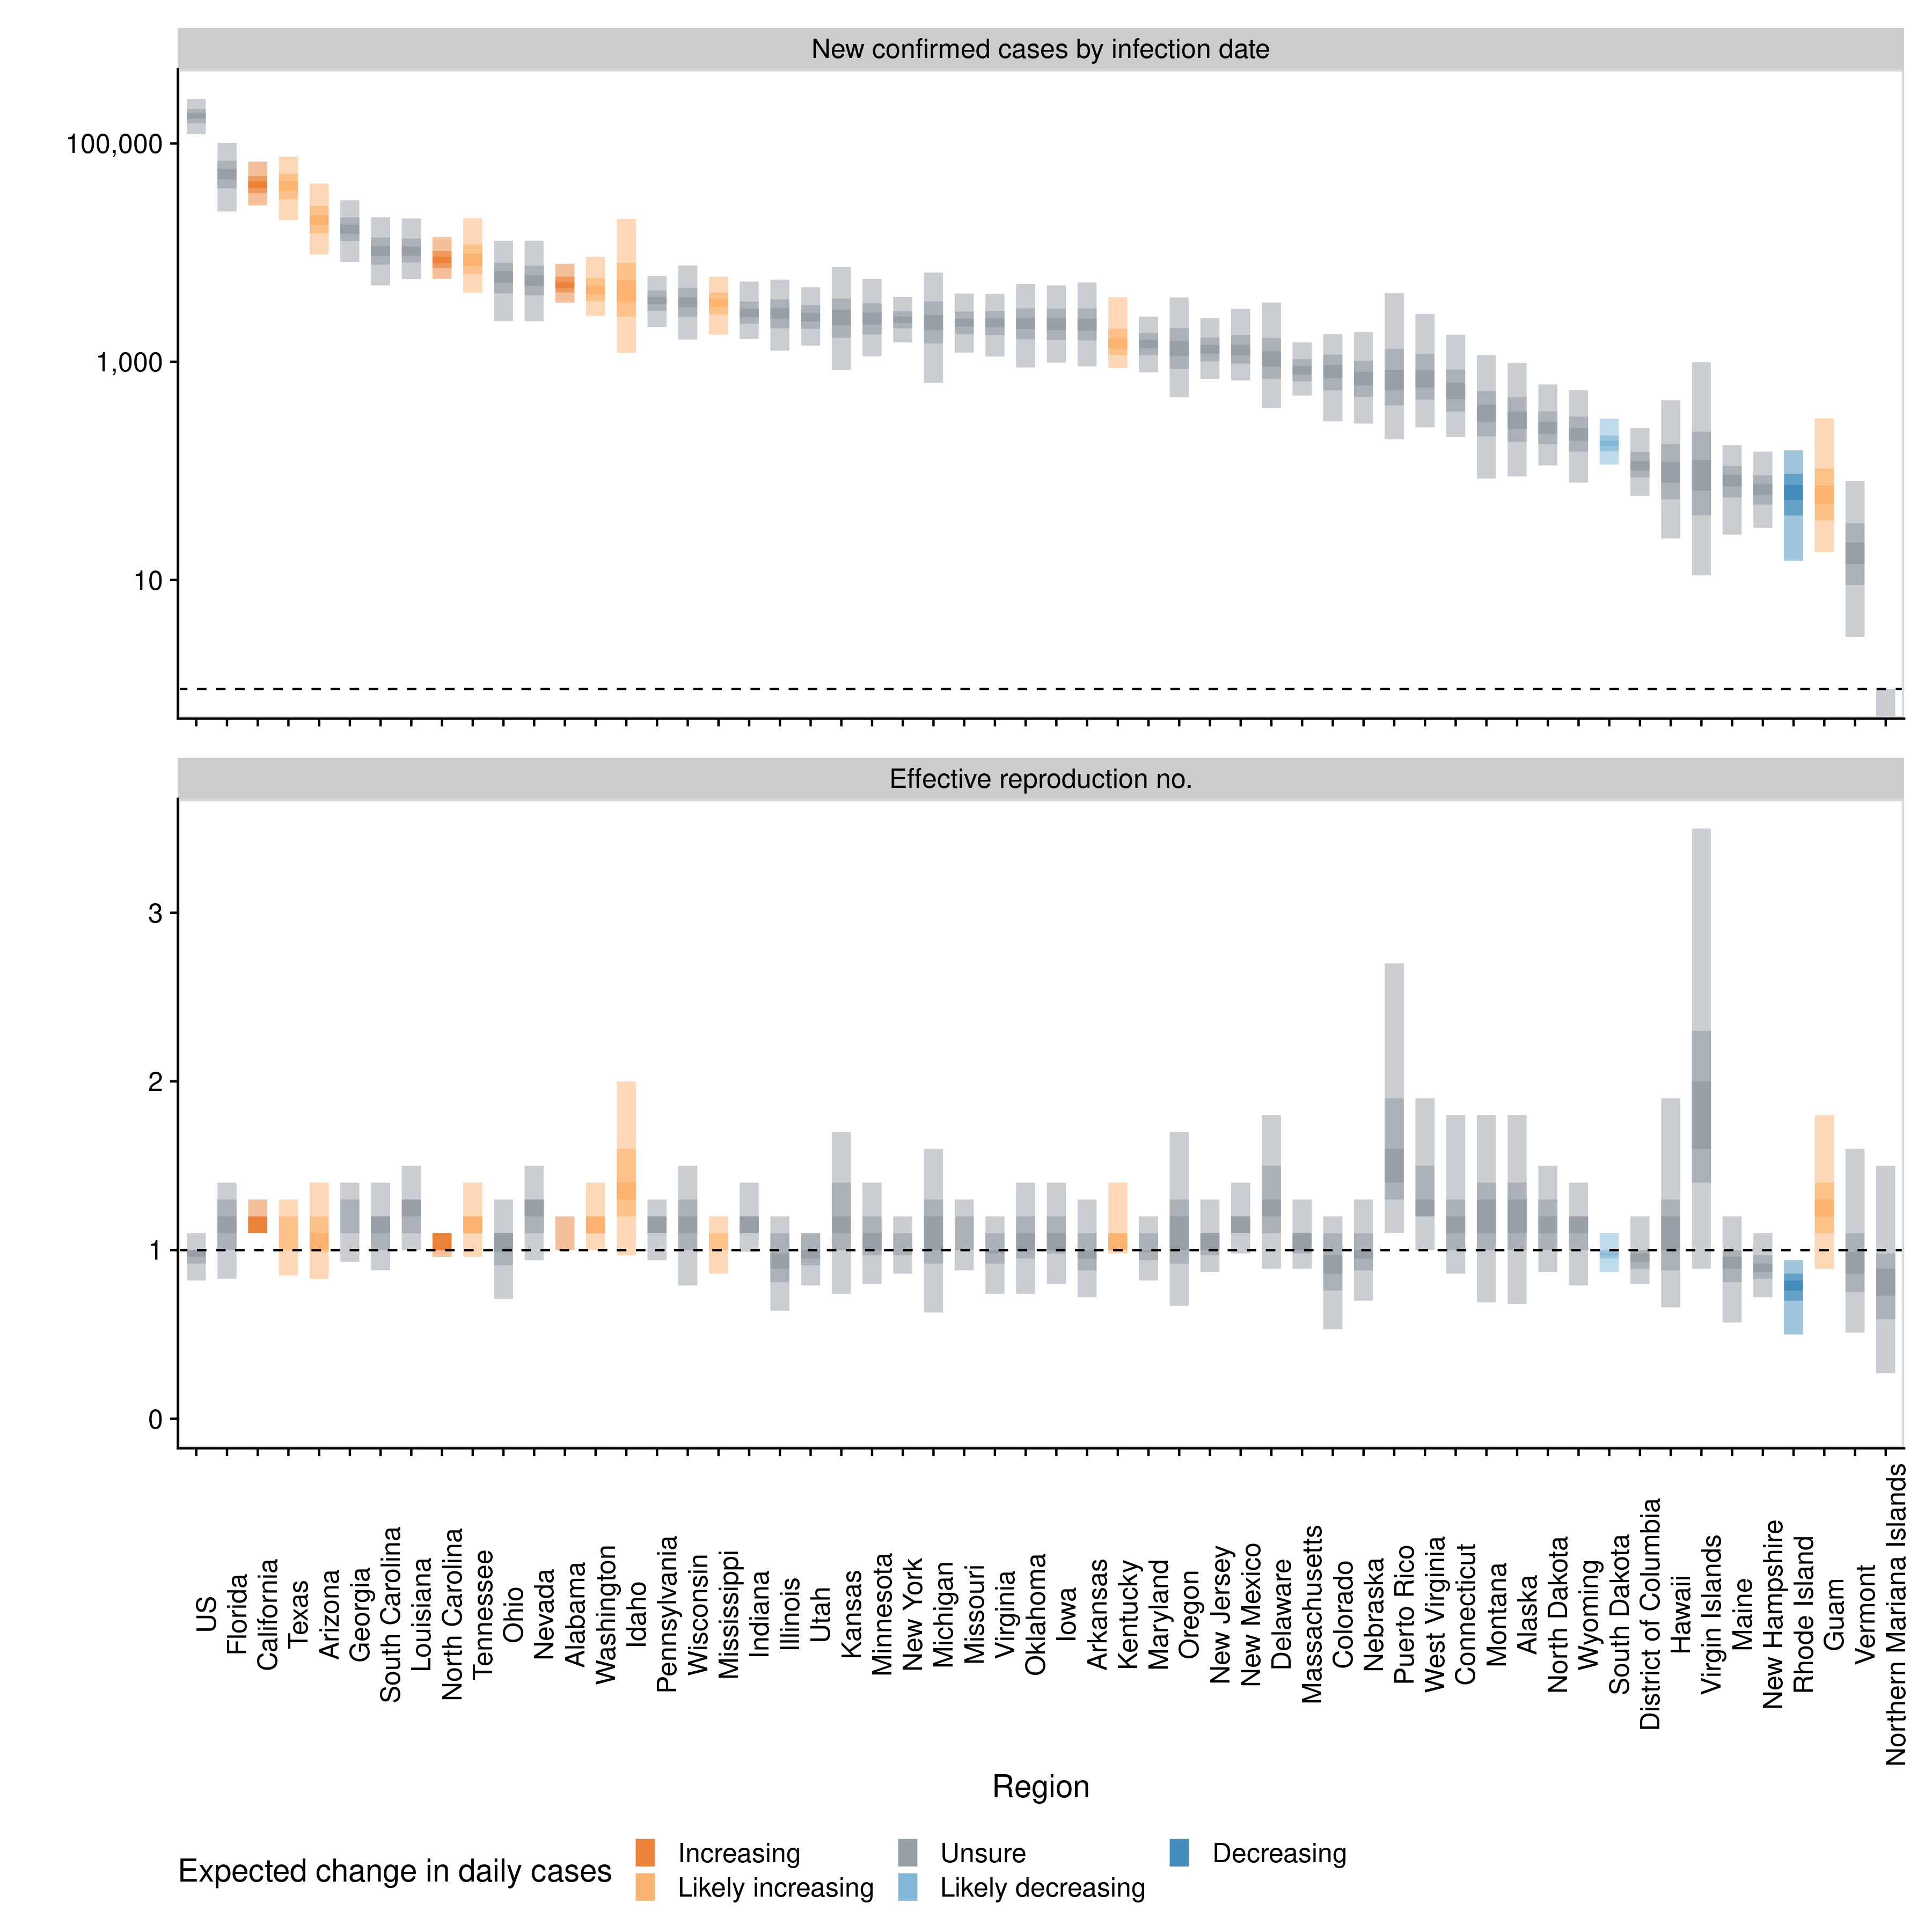 New confirmed cases by infection date
100,000
1,000
10
Effective reproduction no.
3
2
1
0
US
Florida
California
Texas
Arizona
Georgia
South Carolina
Louisiana
North Carolina
Tennessee
Ohio
Nevada
Alabama
Washington
Idaho
Pennsylvania
Wisconsin
Mississippi
Indiana
Illinois
Utah
Kansas
Minnesota
New York
Michigan
Missouri
Virginia
Oklahoma
Iowa
Arkansas
Kentucky
Maryland
Oregon
New Jersey
New Mexico
Delaware
Massachusetts
Colorado
Nebraska
Puerto Rico
West Virginia
Connecticut
Montana
Alaska
North Dakota
Wyoming
South Dakota
District of Columbia
Hawaii
Virgin Islands
Maine
New Hampshire
Rhode Island
Guam
Vermont
Northern Mariana Islands
Region
Expected change in daily cases
Increasing
Likely increasing
Unsure
Likely decreasing
Decreasing